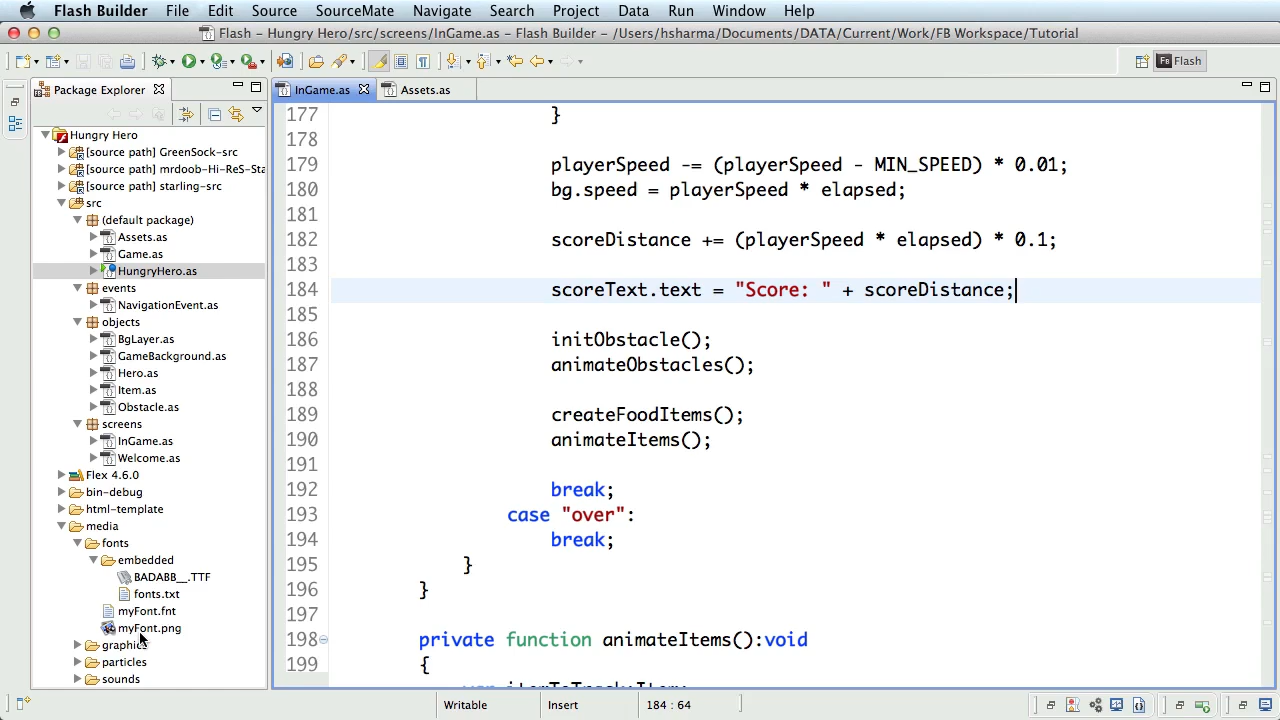 Flash Builder File Edit Source SourceMate Navigate Search Project Data Run Window Help
Flash - Hungry Hero/src/screens/InGame.as - Flash Builder - /Users/hsharma/Documents/DATA/Current/Work/FB Workspace/Tutorial
Fb Flash
Package Explorer
InGame.as
Assets.as
Hungry Hero
[source path] GreenSock-src
[source path] mrdoob-Hi-ReS-Sta
[source path] starling-src
src
(default package)
Assets.as
Game.as
HungryHero.as
events
NavigationEvent.as
objects
BgLayer.as
GameBackground.as
Hero.as
Item.as
Obstacle.as
screens
InGame.as
Welcome.as
Flex 4.6.0
bin-debug
html-template
media
fonts
embedded
BADABB__.TTF
fonts.txt
myFont.fnt
myFont.png
graphics
particles
sounds
177 }
178
179 playerSpeed -= (playerSpeed - MIN_SPEED) * 0.01;
180 bg.speed = playerSpeed * elapsed;
181
182 scoreDistance += (playerSpeed * elapsed) * 0.1;
183
184 scoreText.text = "Score: " + scoreDistance;
185
186 initObstacle();
187 animateObstacles();
188
189 createFoodItems();
190 animateItems();
191
192 break;
193 case "over":
194 break;
195 }
196 }
197
198 private function animateItems():void
199 {
Writable Insert 184 : 64